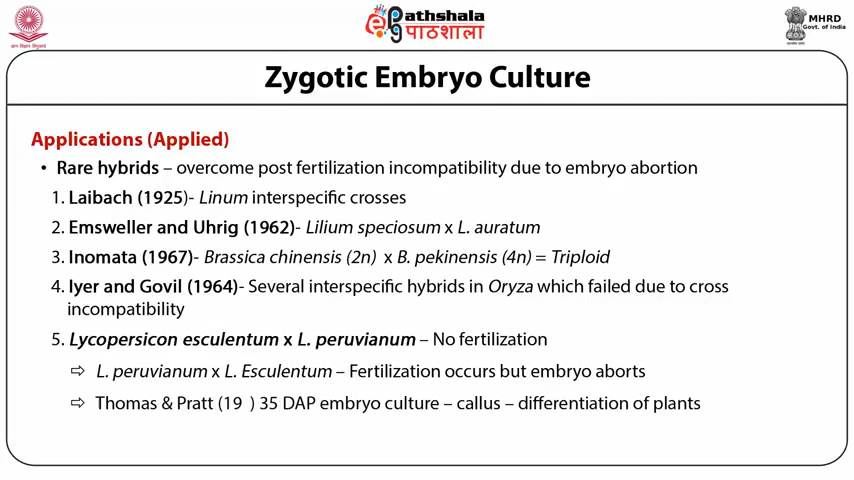 ePathshala
पाठशाला
MHRD
Govt. of India
Zygotic Embryo Culture
Applications (Applied)
• Rare hybrids – overcome post fertilization incompatibility due to embryo abortion
1. Laibach (1925)- Linum interspecific crosses
2. Emsweller and Uhrig (1962)- Lilium speciosum x L. auratum
3. Inomata (1967)- Brassica chinensis (2n) x B. pekinensis (4n) = Triploid
4. Iyer and Govil (1964)- Several interspecific hybrids in Oryza which failed due to cross
incompatibility
5. Lycopersicon esculentum x L. peruvianum – No fertilization
⇨ L. peruvianum x L. Esculentum – Fertilization occurs but embryo aborts
⇨ Thomas & Pratt (19 ) 35 DAP embryo culture – callus – differentiation of plants